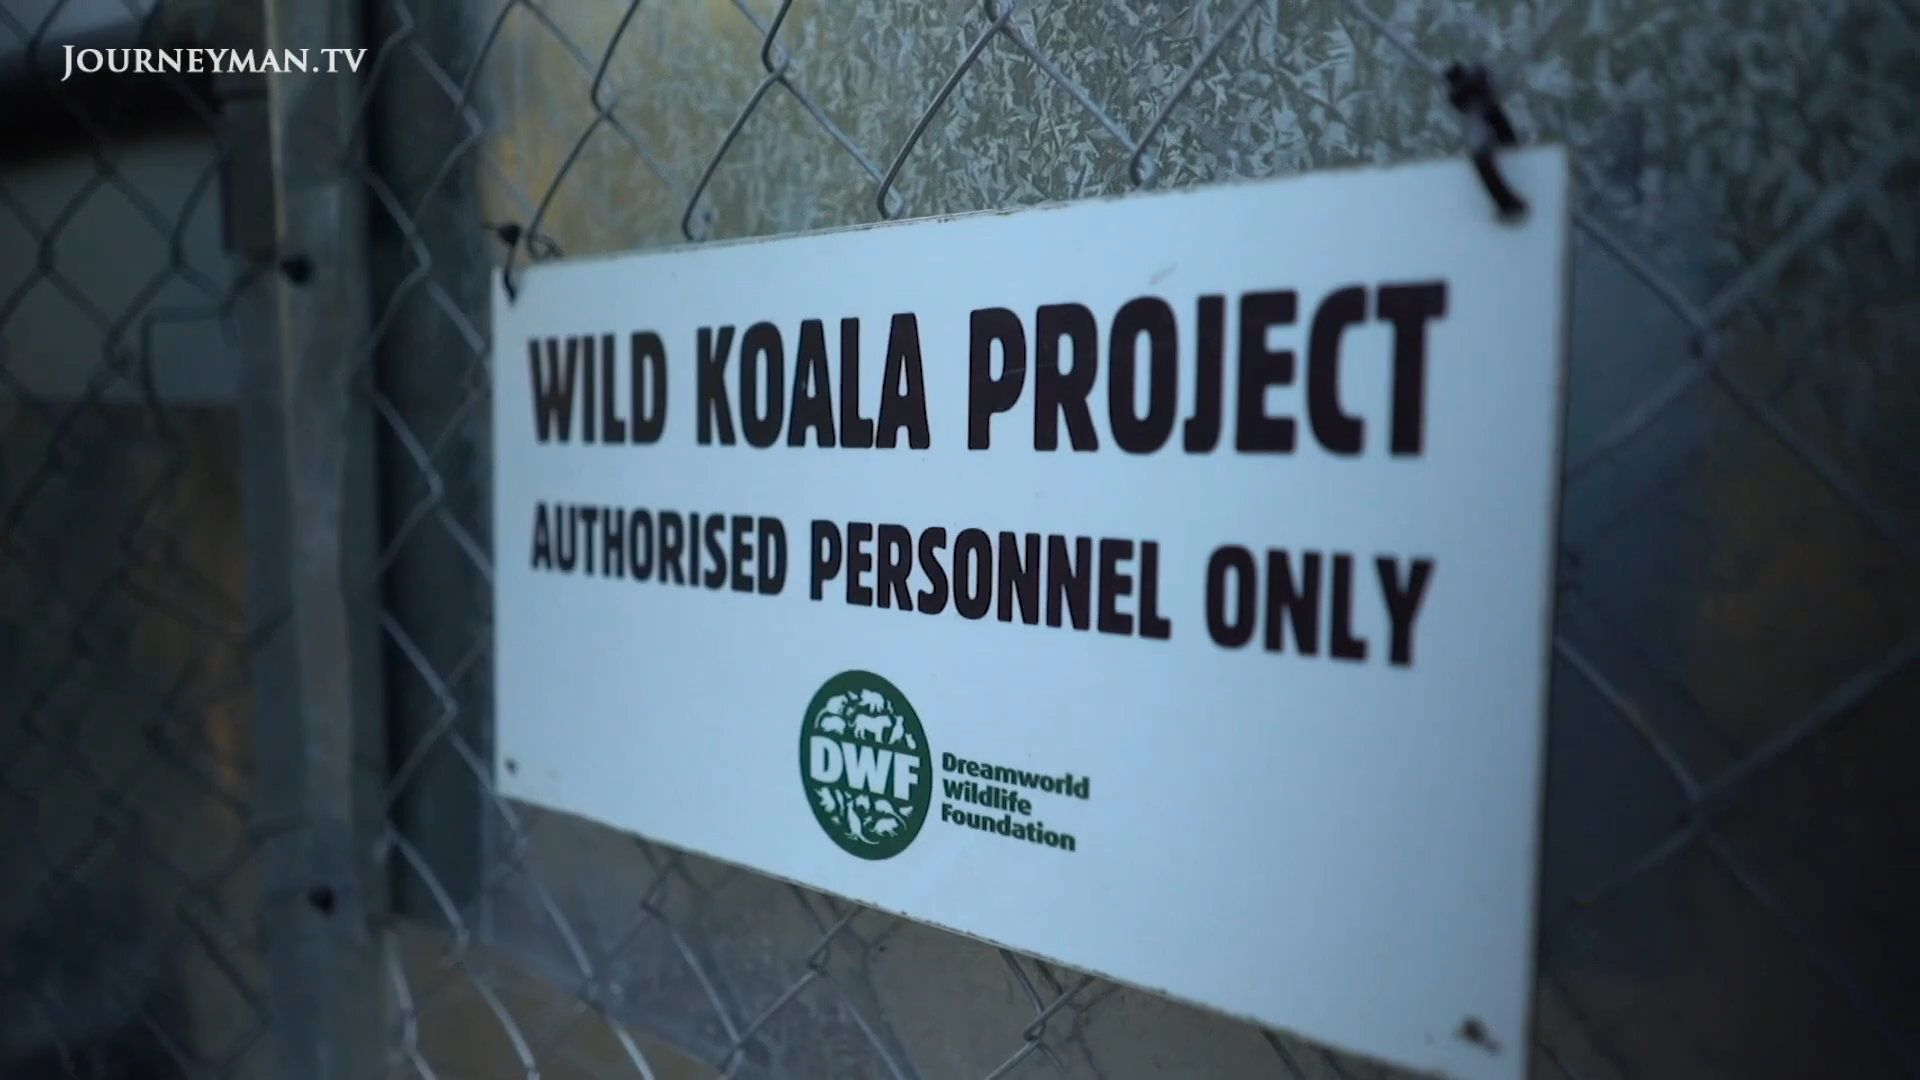 JOURNEYMAN.TV
WILD KOALA PROJECT
AUTHORISED PERSONNEL ONLY
DWF
Dreamworld
Wildlife
Foundation